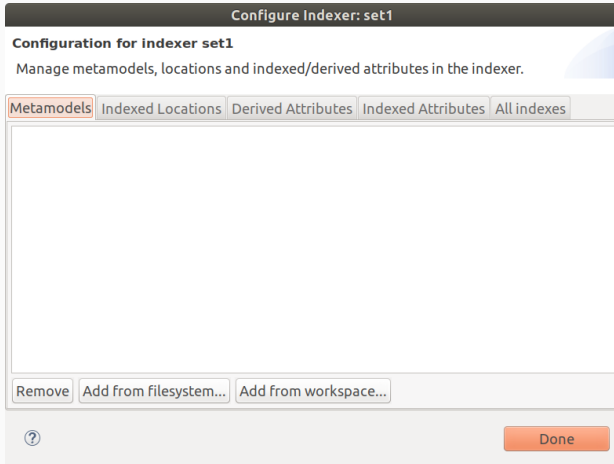 Configure Indexer: set1
Configuration for indexer set1
Manage metamodels, locations and indexed/derived attributes in the indexer.
Metamodels Indexed Locations Derived Attributes Indexed Attributes All indexes
Remove Add from filesystem... Add from workspace...
? Done